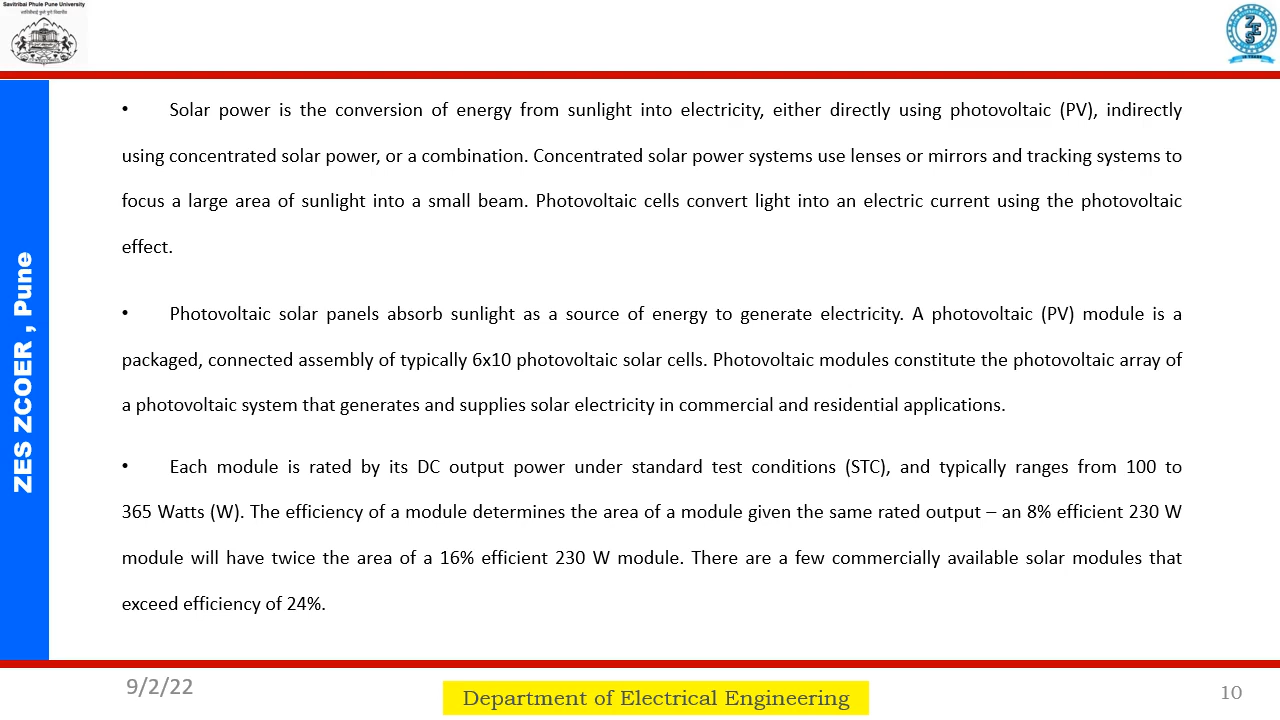 Savitribai Phule Pune University
ZES
• Solar power is the conversion of energy from sunlight into electricity, either directly using photovoltaic (PV), indirectly
using concentrated solar power, or a combination. Concentrated solar power systems use lenses or mirrors and tracking systems to
focus a large area of sunlight into a small beam. Photovoltaic cells convert light into an electric current using the photovoltaic
effect.
• Photovoltaic solar panels absorb sunlight as a source of energy to generate electricity. A photovoltaic (PV) module is a
packaged, connected assembly of typically 6x10 photovoltaic solar cells. Photovoltaic modules constitute the photovoltaic array of
a photovoltaic system that generates and supplies solar electricity in commercial and residential applications.
• Each module is rated by its DC output power under standard test conditions (STC), and typically ranges from 100 to
365 Watts (W). The efficiency of a module determines the area of a module given the same rated output – an 8% efficient 230 W
module will have twice the area of a 16% efficient 230 W module. There are a few commercially available solar modules that
exceed efficiency of 24%.
ZES ZCOER , Pune
9/2/22
Department of Electrical Engineering
10